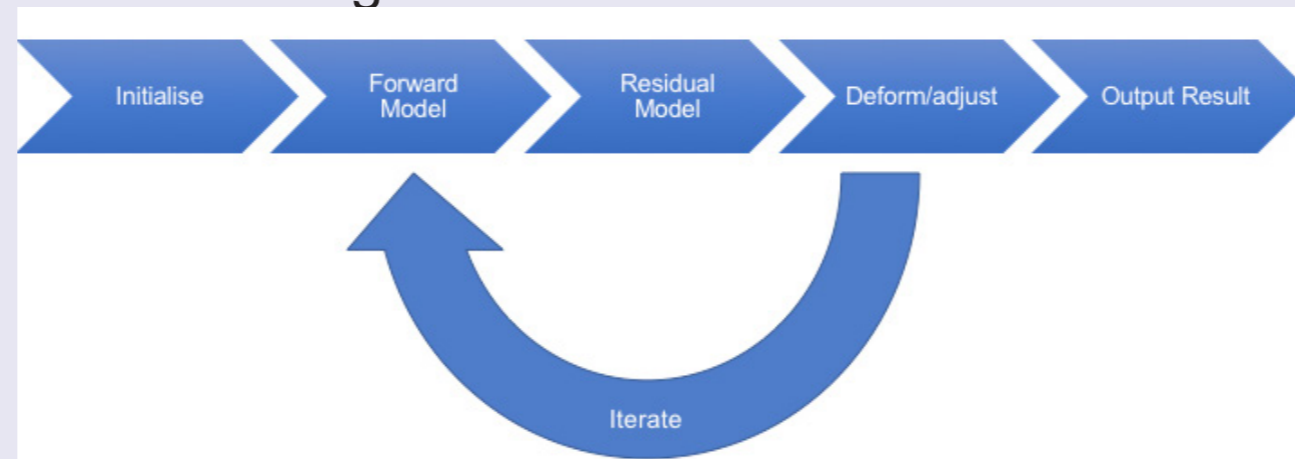 Initialise
Forward
Model
Residual
Model
Deform/adjust
Output Result
Iterate